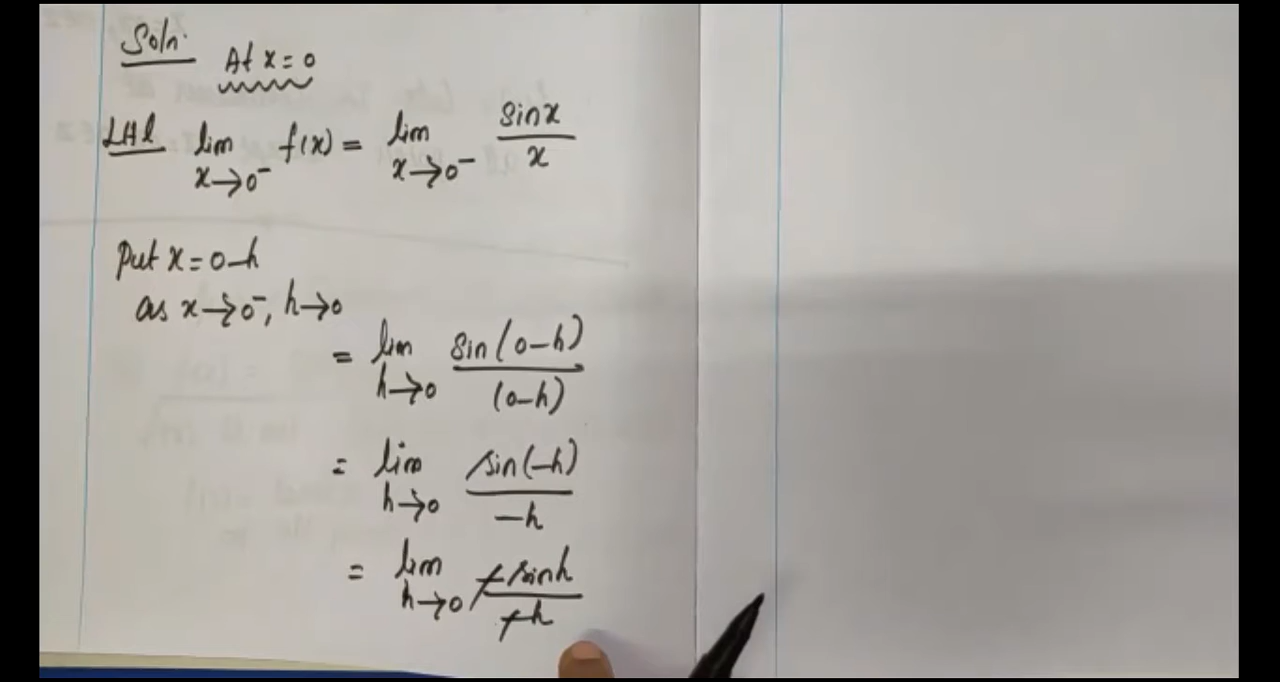 Soln.
At x = 0
LHL lim x→0⁻ f(x) = lim x→0⁻ sinx/x
Put x = 0-h
as x→0⁻, h→0
= lim h→0 sin(0-h)/(0-h)
= lim h→0 sin(-h)/-h
= lim h→0 -sinh/-h